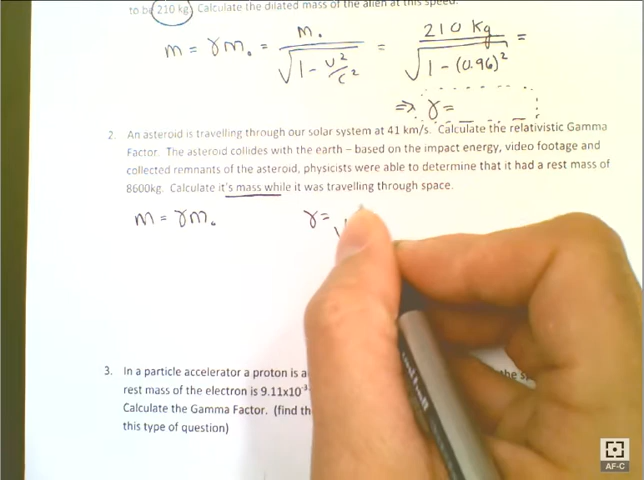 to be 210 kg) Calculate the dilated mass of the alien at this speed.
m = γm₀ = m₀ / √(1 - v²/c²) = 210 kg / √(1 - (0.96)²) =
⇒ γ =
2. An asteroid is travelling through our solar system at 41 km/s. Calculate the relativistic Gamma
Factor. The asteroid collides with the earth – based on the impact energy, video footage and
collected remnants of the asteroid, physicists were able to determine that it had a rest mass of
8600kg. Calculate it's mass while it was travelling through space.
m = γm₀ γ =
3. In a particle accelerator a proton is a
rest mass of the electron is 9.11x10⁻³
Calculate the Gamma Factor. (find th
this type of question)
AF-C